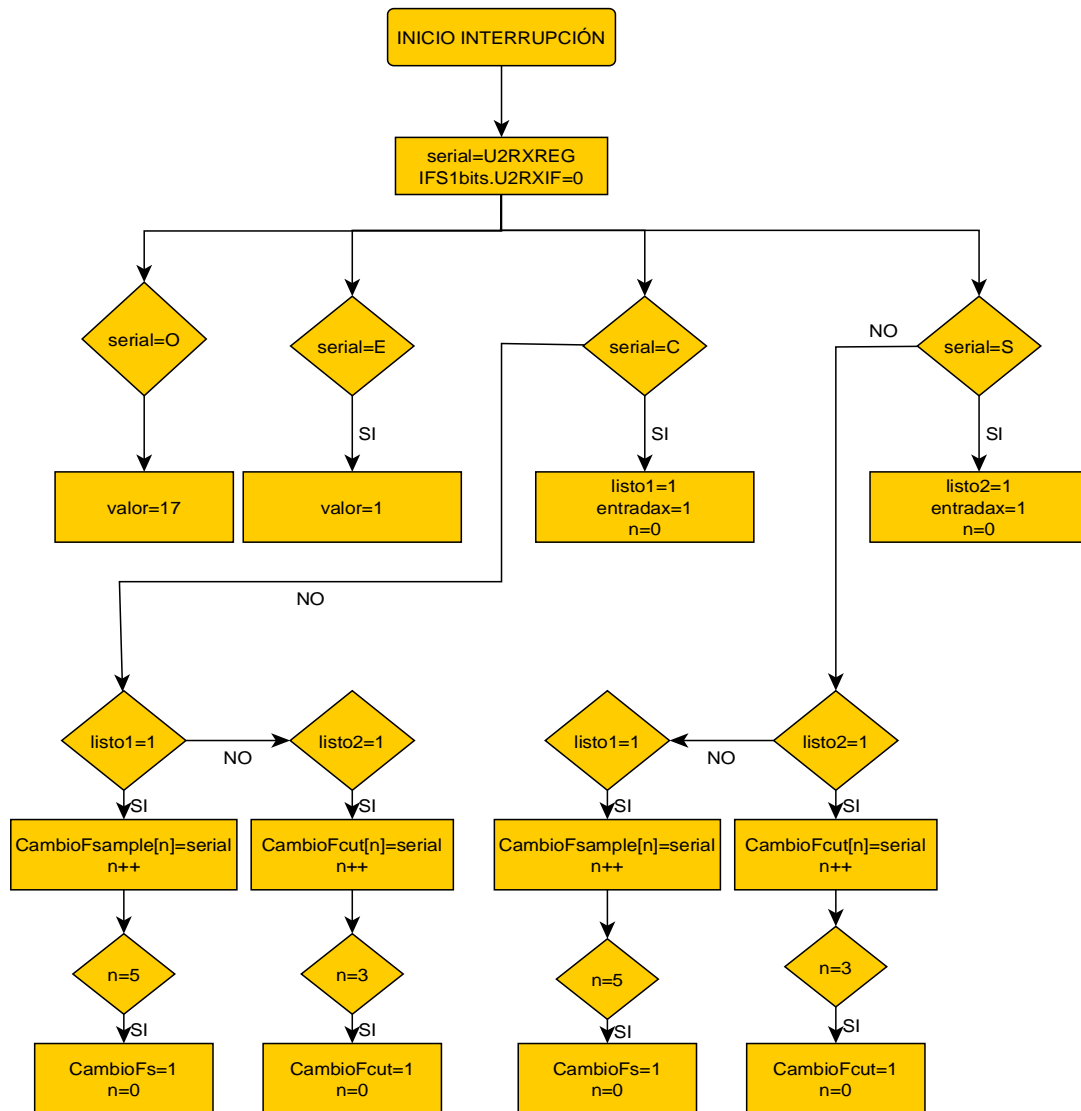 INICIO INTERRUPCIÓN
serial=U2RXREG
IFS1bits.U2RXIF=0
serial=O
serial=E
serial=C
NO
serial=S
SI
SI
SI
valor=17
valor=1
listo1=1
entradax=1
n=0
listo2=1
entradax=1
n=0
NO
listo1=1
NO
listo2=1
listo1=1
NO
listo2=1
SI
SI
SI
SI
CambioFsample[n]=serial
n++
CambioFcut[n]=serial
n++
CambioFsample[n]=serial
n++
CambioFcut[n]=serial
n++
n=5
n=3
n=5
n=3
SI
SI
SI
SI
CambioFs=1
n=0
CambioFcut=1
n=0
CambioFs=1
n=0
CambioFcut=1
n=0